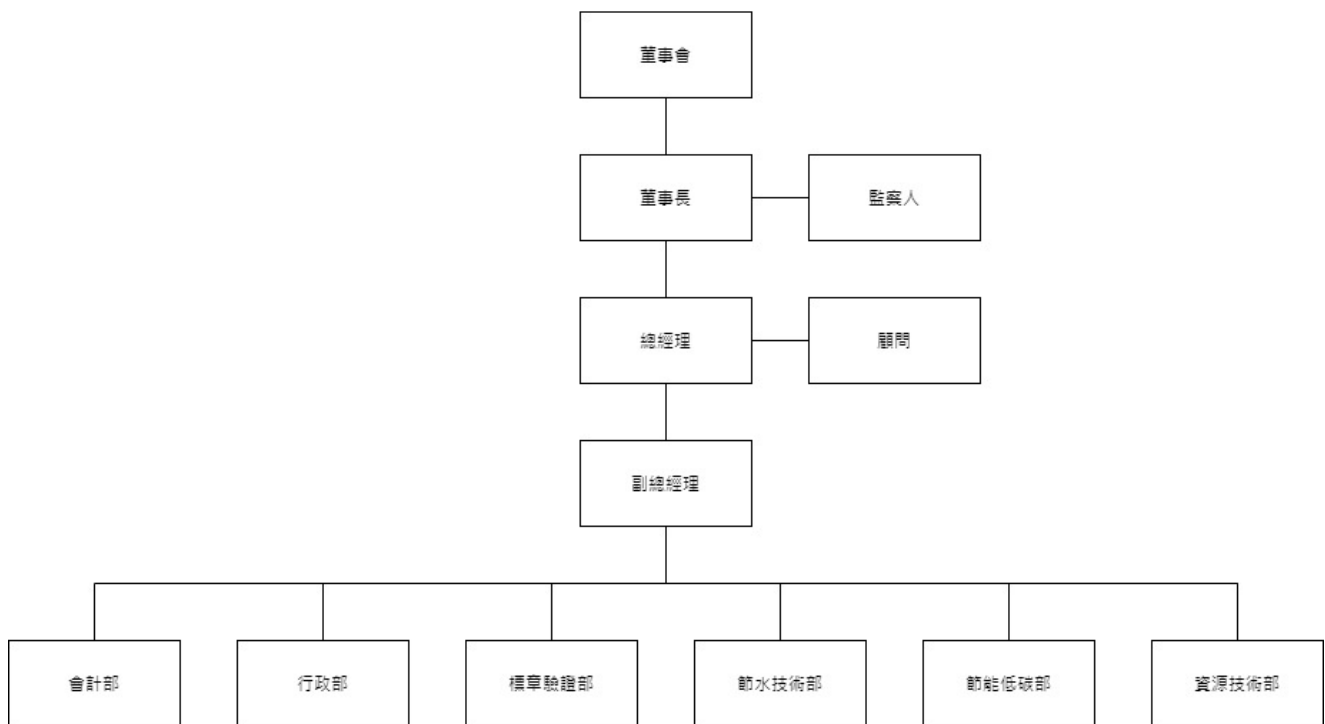 董事會
董事長
監察人
總經理
顧問
副總經理
會計部
行政部
標章驗證部
節水技術部
節能低碳部
資源技術部